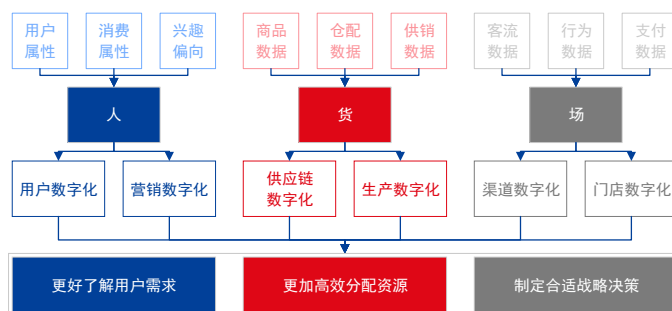 用户
属性
消费
属性
兴趣
偏向
商品
数据
仓配
数据
供销
数据
客流
数据
行为
数据
支付
数据
人
货
场
用户数字化
营销数字化
供应链
数字化
生产数字化
渠道数字化
门店数字化
更好了解用户需求
更加高效分配资源
制定合适战略决策